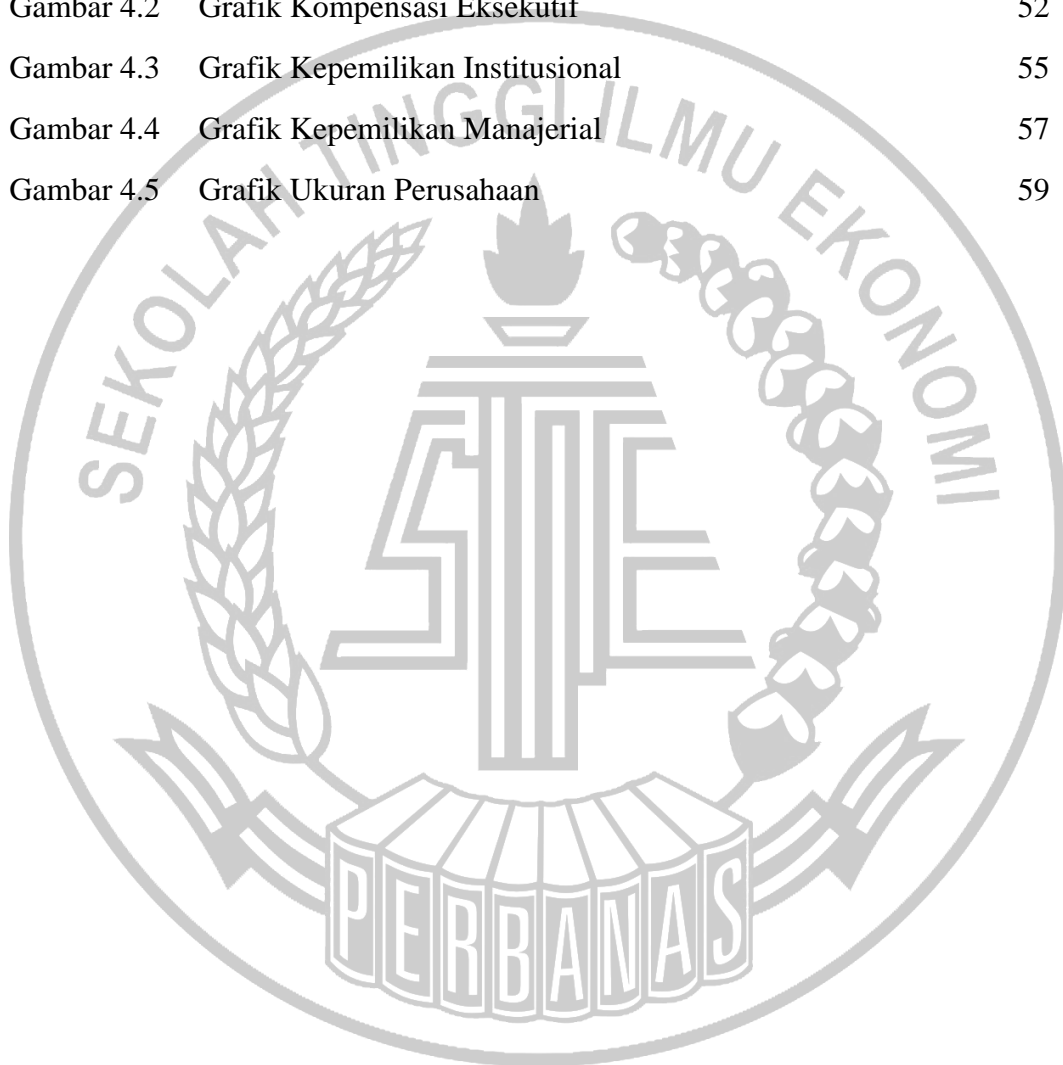 Gambar 4.2 Grafik Kompensasi Eksekutif 52
Gambar 4.3 Grafik Kepemilikan Institusional 55
Gambar 4.4 Grafik Kepemilikan Manajerial 57
Gambar 4.5 Grafik Ukuran Perusahaan 59
SEKOLAH TINGGI ILMU EKONOMI
STIE
PERBANAS